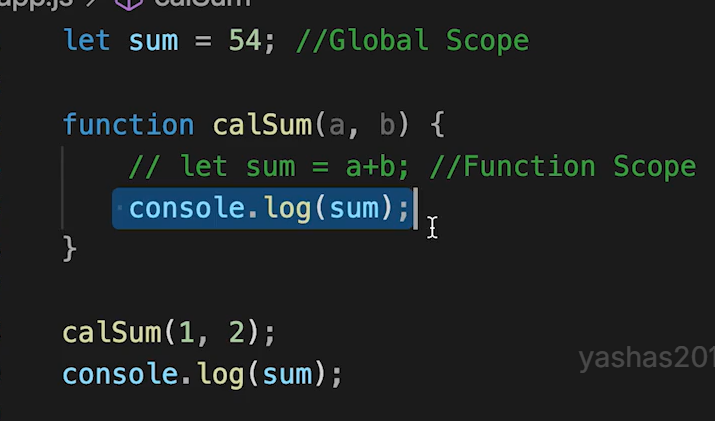 app.js > calSum
let sum = 54; //Global Scope
function calSum(a, b) {
// let sum = a+b; //Function Scope
console.log(sum);
}
calSum(1, 2);
console.log(sum);
yashas201